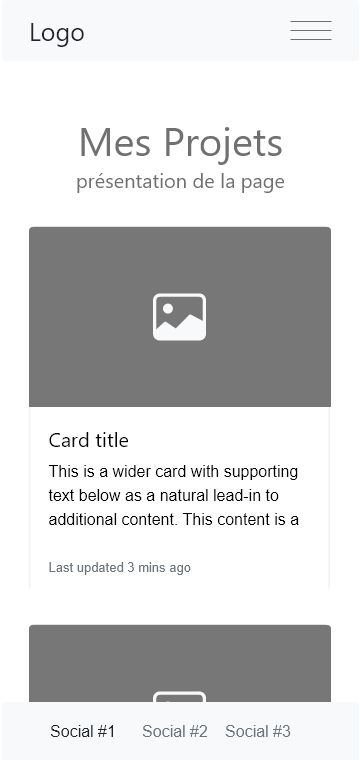 Logo
Mes Projets
présentation de la page
Card title
This is a wider card with supporting
text below as a natural lead-in to
additional content. This content is a
Last updated 3 mins ago
Social #1 Social #2 Social #3